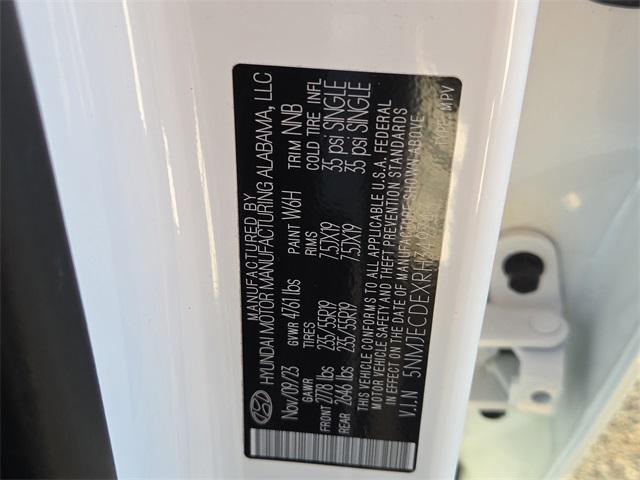 MANUFACTURED BY
HYUNDAI MOTOR MANUFACTURING ALABAMA, LLC
Nov/09/23 GVWR 4761 lbs PAINT W6H TRIM NNB
GAWR TIRES RIMS COLD TIRE INFL
FRONT 2778 lbs 235/55R19 7.5JX19 35 psi SINGLE
REAR 2646 lbs 235/55R19 7.5JX19 35 psi SINGLE
THIS VEHICLE CONFORMS TO ALL APPLICABLE U.S.A. FEDERAL
MOTOR VEHICLE SAFETY AND THEFT PREVENTION STANDARDS
IN EFFECT ON THE DATE OF MANUFACTURE SHOWN ABOVE
V.I.N TYPE: MPV